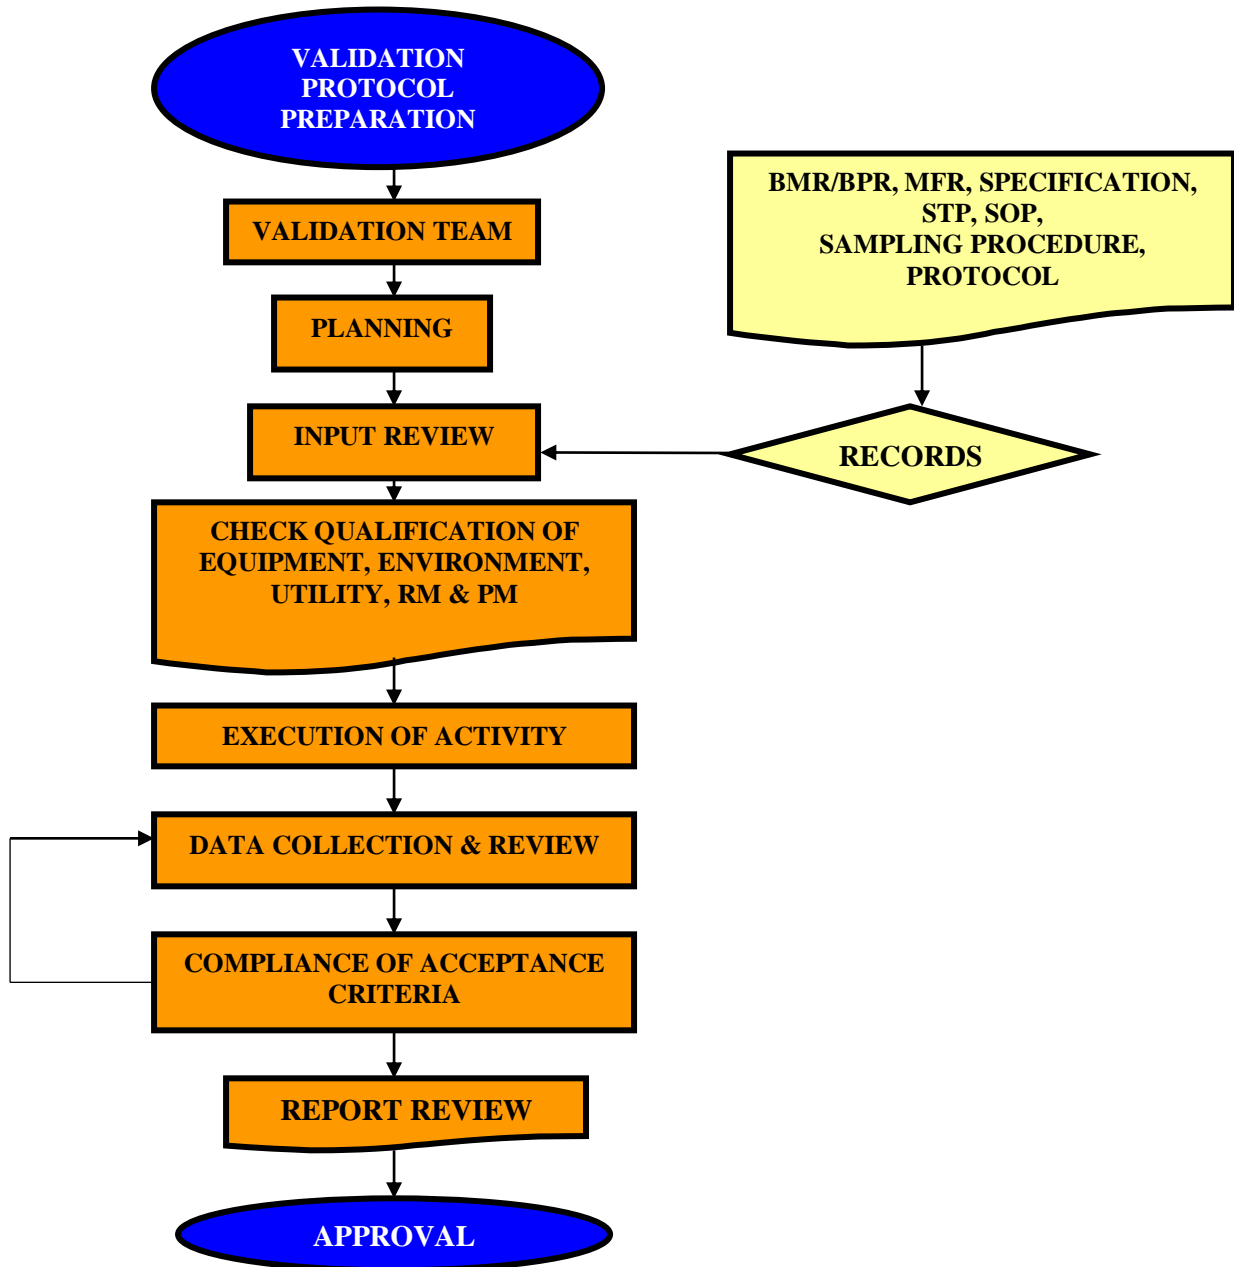 VALIDATION
PROTOCOL
PREPARATION
VALIDATION TEAM
PLANNING
BMR/BPR, MFR, SPECIFICATION,
STP, SOP,
SAMPLING PROCEDURE,
PROTOCOL
INPUT REVIEW
RECORDS
CHECK QUALIFICATION OF
EQUIPMENT, ENVIRONMENT,
UTILITY, RM & PM
EXECUTION OF ACTIVITY
DATA COLLECTION & REVIEW
COMPLIANCE OF ACCEPTANCE
CRITERIA
REPORT REVIEW
APPROVAL